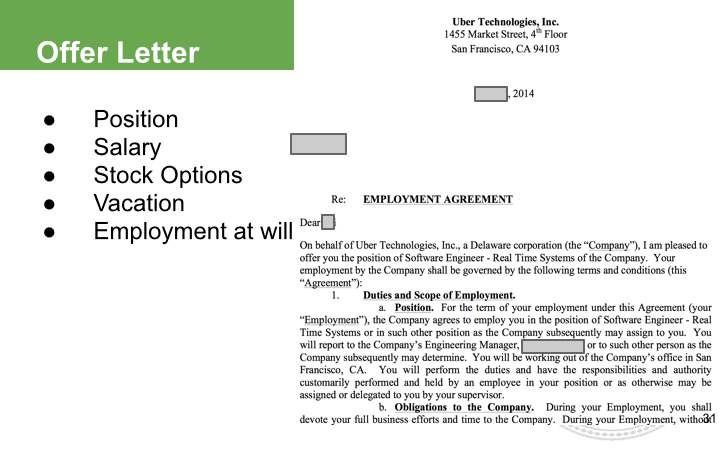 Offer Letter
● Position
● Salary
● Stock Options
● Vacation
● Employment at will
Uber Technologies, Inc.
1455 Market Street, 4th Floor
San Francisco, CA 94103
, 2014
Re: EMPLOYMENT AGREEMENT
Dear
On behalf of Uber Technologies, Inc., a Delaware corporation (the “Company”), I am pleased to
offer you the position of Software Engineer - Real Time Systems of the Company. Your
employment by the Company shall be governed by the following terms and conditions (this
“Agreement”):
1. Duties and Scope of Employment.
a. Position. For the term of your employment under this Agreement (your
“Employment”), the Company agrees to employ you in the position of Software Engineer - Real
Time Systems or in such other position as the Company subsequently may assign to you. You
will report to the Company’s Engineering Manager, or to such other person as the
Company subsequently may determine. You will be working out of the Company’s office in San
Francisco, CA. You will perform the duties and have the responsibilities and authority
customarily performed and held by an employee in your position or as otherwise may be
assigned or delegated to you by your supervisor.
b. Obligations to the Company. During your Employment, you shall
devote your full business efforts and time to the Company. During your Employment, without
31